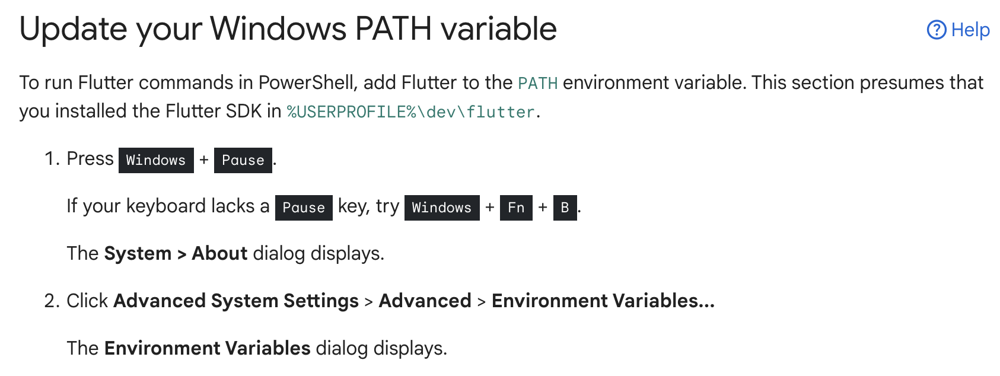 Update your Windows PATH variable
Help
To run Flutter commands in PowerShell, add Flutter to the PATH environment variable. This section presumes that
you installed the Flutter SDK in %USERPROFILE%\dev\flutter.
1. Press Windows + Pause.
If your keyboard lacks a Pause key, try Windows + Fn + B.
The System > About dialog displays.
2. Click Advanced System Settings > Advanced > Environment Variables...
The Environment Variables dialog displays.